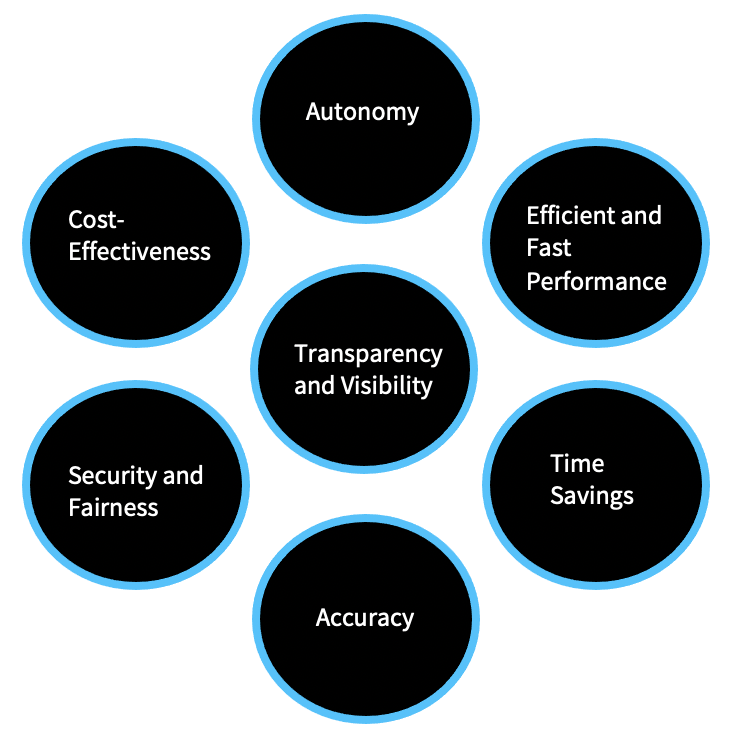 Autonomy
Cost-
Effectiveness
Efficient and
Fast
Performance
Transparency
and Visibility
Security and
Fairness
Time
Savings
Accuracy